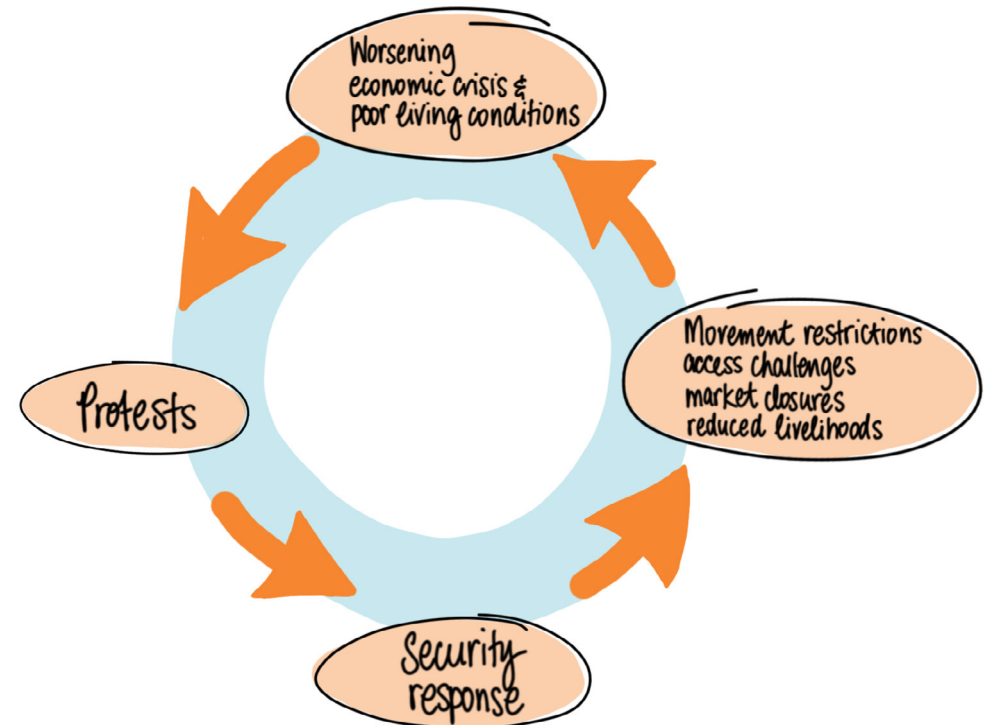 Worsening
economic crisis &
poor living conditions
Movement restrictions
access challenges
market closures
reduced livelihoods
Protests
Security
response